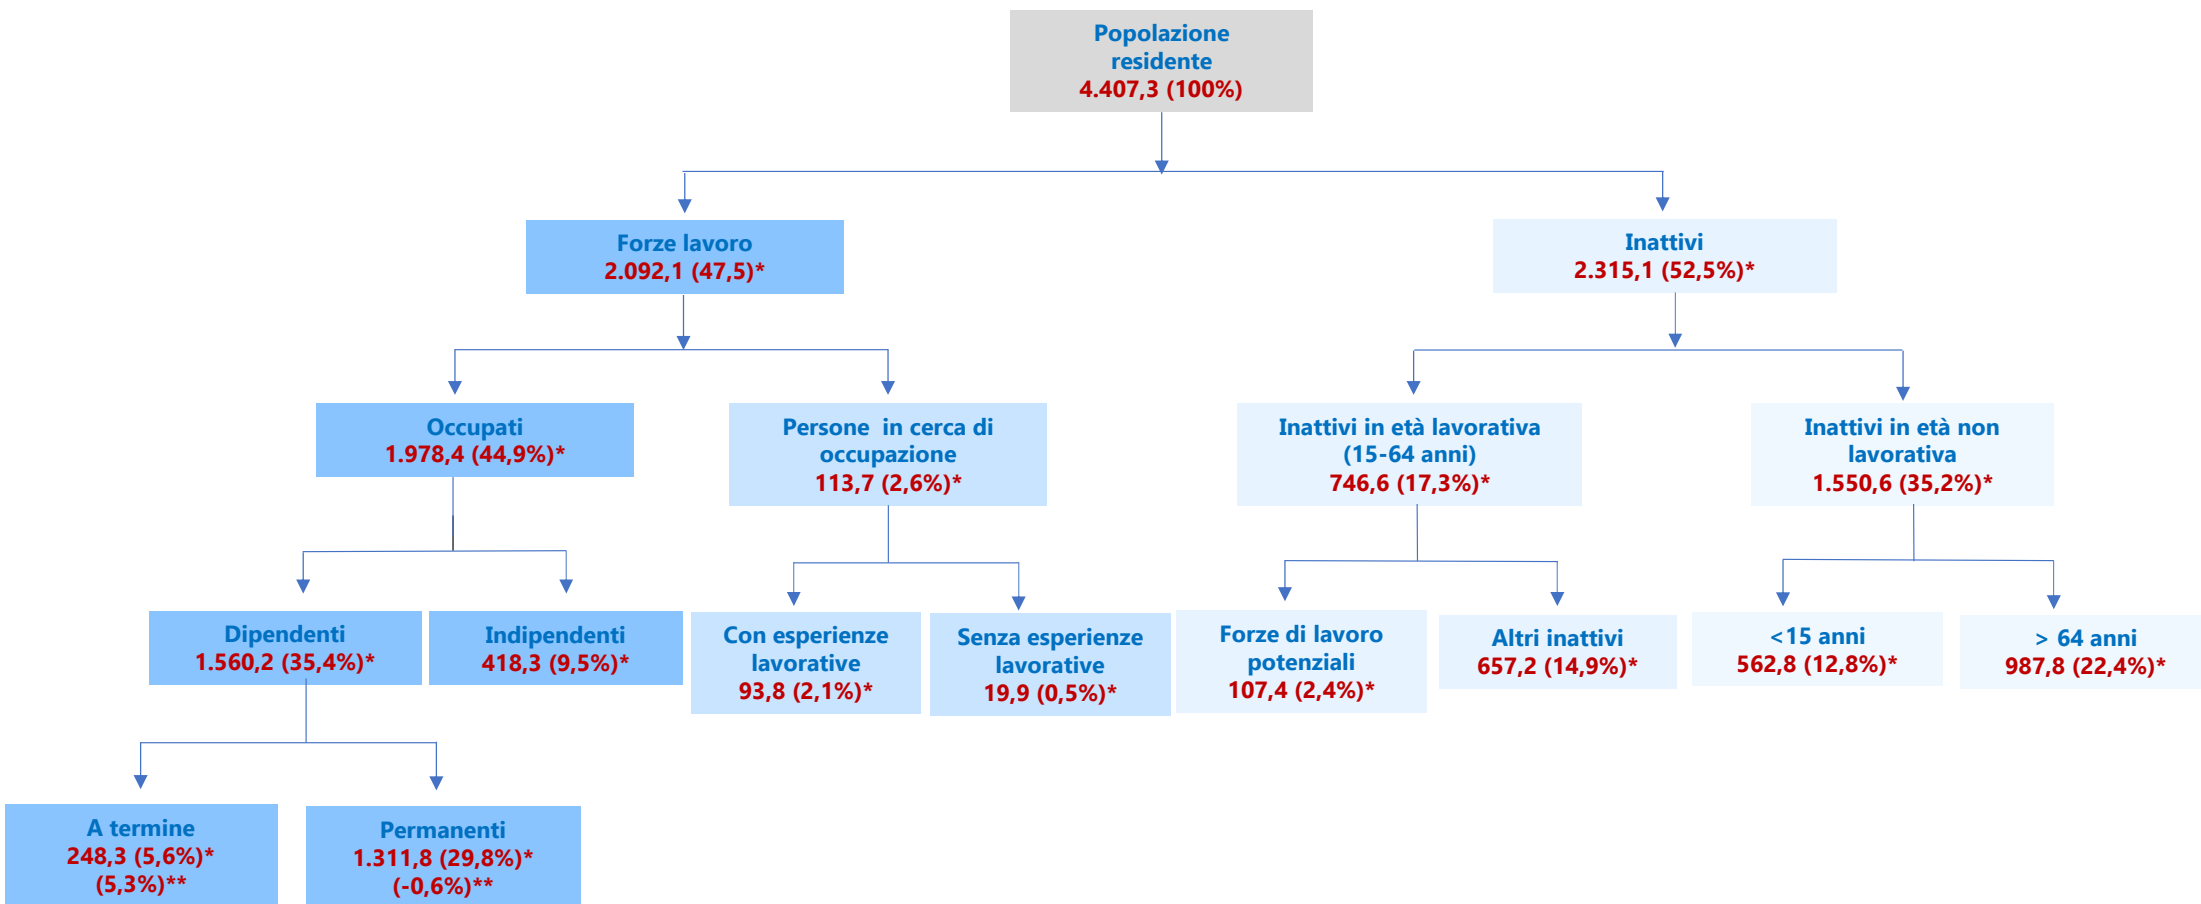 Popolazione
residente
4.407,3 (100%)
Forze lavoro
2.092,1 (47,5)*
Inattivi
2.315,1 (52,5%)*
Occupati
1.978,4 (44,9%)*
Persone  in cerca di
occupazione
113,7 (2,6%)*
Inattivi in età lavorativa
(15-64 anni)
746,6 (17,3%)*
Inattivi in età non
lavorativa
1.550,6 (35,2%)*
Dipendenti
1.560,2 (35,4%)*
Indipendenti
418,3 (9,5%)*
Con esperienze
lavorative
93,8 (2,1%)*
Senza esperienze
lavorative
19,9 (0,5%)*
Forze di lavoro
potenziali
107,4 (2,4%)*
Altri inattivi
657,2 (14,9%)*
<15 anni
562,8 (12,8%)*
> 64 anni
987,8 (22,4%)*
A termine
248,3 (5,6%)*
(5,3%)**
Permanenti
1.311,8 (29,8%)*
(-0,6%)**